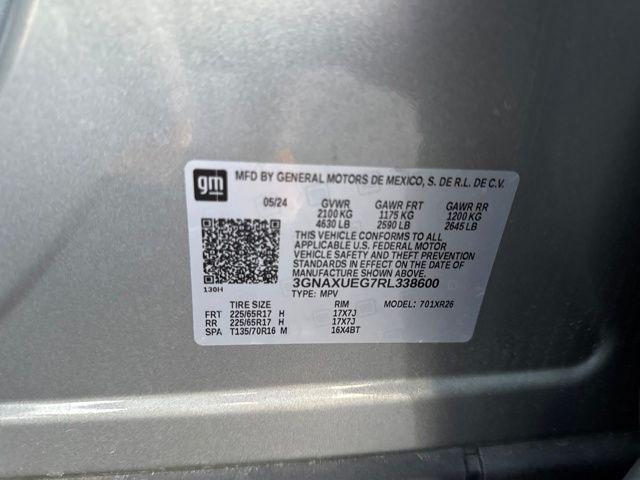 gm
MFD BY GENERAL MOTORS DE MEXICO, S. DE R.L. DE C.V.
05/24 GVWR GAWR FRT GAWR RR
2100 KG 1175 KG 1200 KG
4630 LB 2590 LB 2645 LB
THIS VEHICLE CONFORMS TO ALL
APPLICABLE U.S. FEDERAL MOTOR
VEHICLE SAFETY AND THEFT PREVENTION
STANDARDS IN EFFECT ON THE DATE OF
MANUFACTURE SHOWN ABOVE.
130H 3GNAXUEG7RL338600
TYPE: MPV
TIRE SIZE RIM MODEL: 701XR26
FRT 225/65R17 H 17X7J
RR 225/65R17 H 17X7J
SPA T135/70R16 M 16X4BT